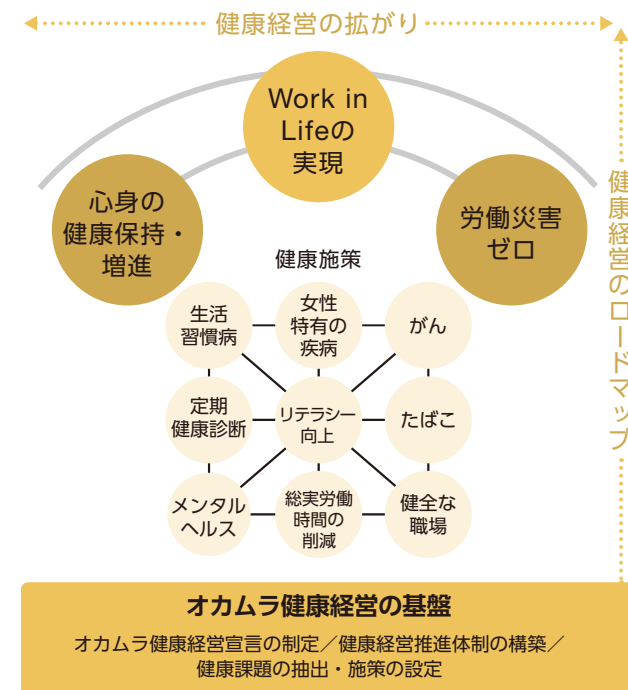 健康経営の拡がり
Work in
Lifeの
実現
心身の
健康保持・
増進
労働災害
ゼロ
健康経営のロードマップ
健康施策
生活
習慣病
女性
特有の
疾病
がん
定期
健康診断
リテラシー
向上
たばこ
メンタル
ヘルス
総実労働
時間の
削減
健全な
職場
オカムラ健康経営の基盤
オカムラ健康経営宣言の制定／健康経営推進体制の構築／
健康課題の抽出・施策の設定